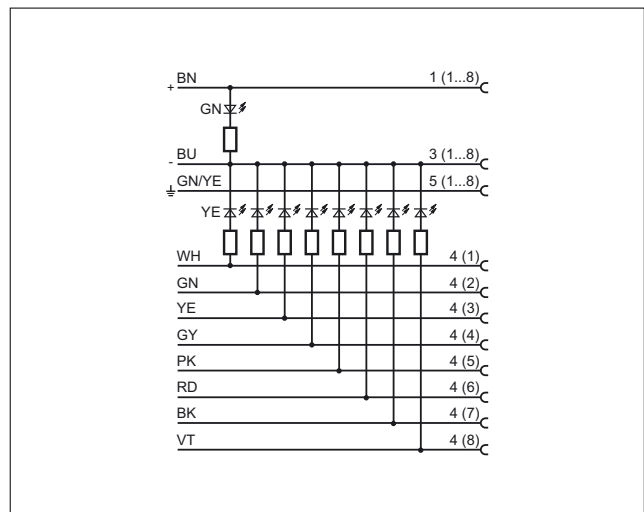 + BN 1 (1...8)
GN
- BU 3 (1...8)
GN/YE 5 (1...8)
YE
WH 4 (1)
GN 4 (2)
YE 4 (3)
GY 4 (4)
PK 4 (5)
RD 4 (6)
BK 4 (7)
VT 4 (8)